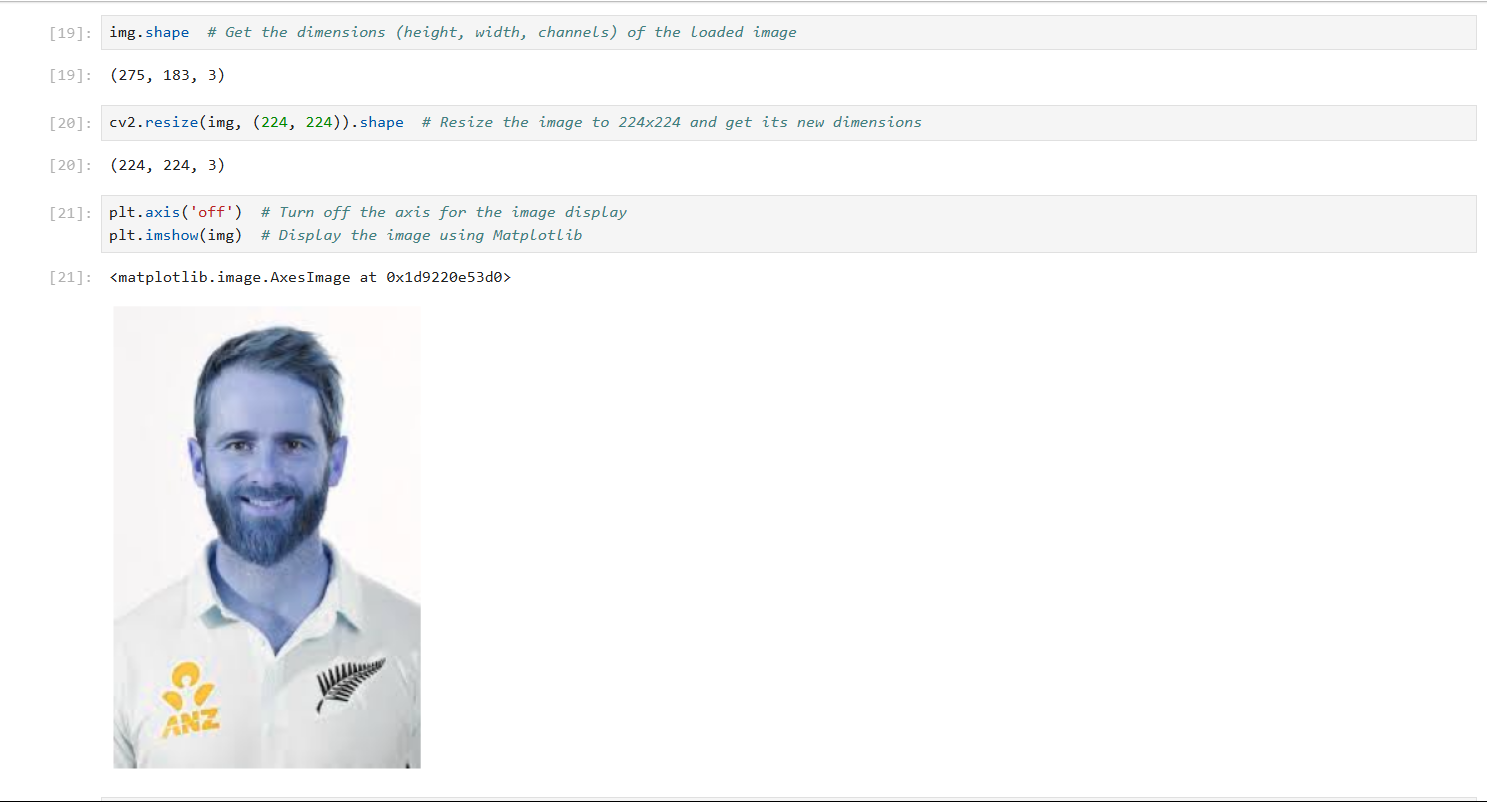 [19]: img.shape  # Get the dimensions (height, width, channels) of the loaded image
[19]: (275, 183, 3)
[20]: cv2.resize(img, (224, 224)).shape  # Resize the image to 224x224 and get its new dimensions
[20]: (224, 224, 3)
[21]: plt.axis('off')  # Turn off the axis for the image display
plt.imshow(img)  # Display the image using Matplotlib
[21]: <matplotlib.image.AxesImage at 0x1d9220e53d0>
ANZ